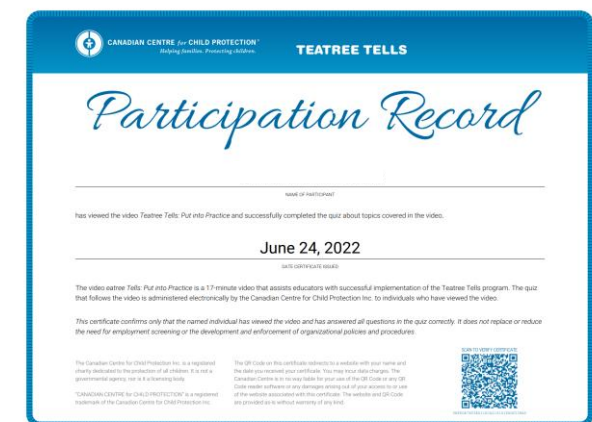 CANADIAN CENTRE for CHILD PROTECTION®
Helping families. Protecting children.
TEATREE TELLS
Participation Record
NAME OF PARTICIPANT
has viewed the video Teatree Tells: Put into Practice and successfully completed the quiz about topics covered in the video.
June 24, 2022
DATE CERTIFICATE ISSUED
The video eatree Tells: Put into Practice is a 17-minute video that assists educators with successful implementation of the Teatree Tells program. The quiz
that follows the video is administered electronically by the Canadian Centre for Child Protection Inc. to individuals who have viewed the video.
This certificate confirms only that the named individual has viewed the video and has answered all questions in the quiz correctly. It does not replace or reduce
the need for employment screening or the development and enforcement of organizational policies and procedures.
The Canadian Centre for Child Protection Inc. is a registered
charity dedicated to the protection of all children. It is not a
governmental agency, nor is it a licensing body.
"CANADIAN CENTRE for CHILD PROTECTION" is a registered
trademark of the Canadian Centre for Child Protection Inc.
The QR Code on this certificate redirects to a website with your name and
the date you received your certificate. You may incur data charges. The
Canadian Centre is in no way liable for your use of the QR Code or any QR
Code reader software or any damages arising out of your access to or use
of the website associated with this certificate. The website and QR Code
are provided as-is without warranty of any kind.
SCAN TO VERIFY CERTIFICATE